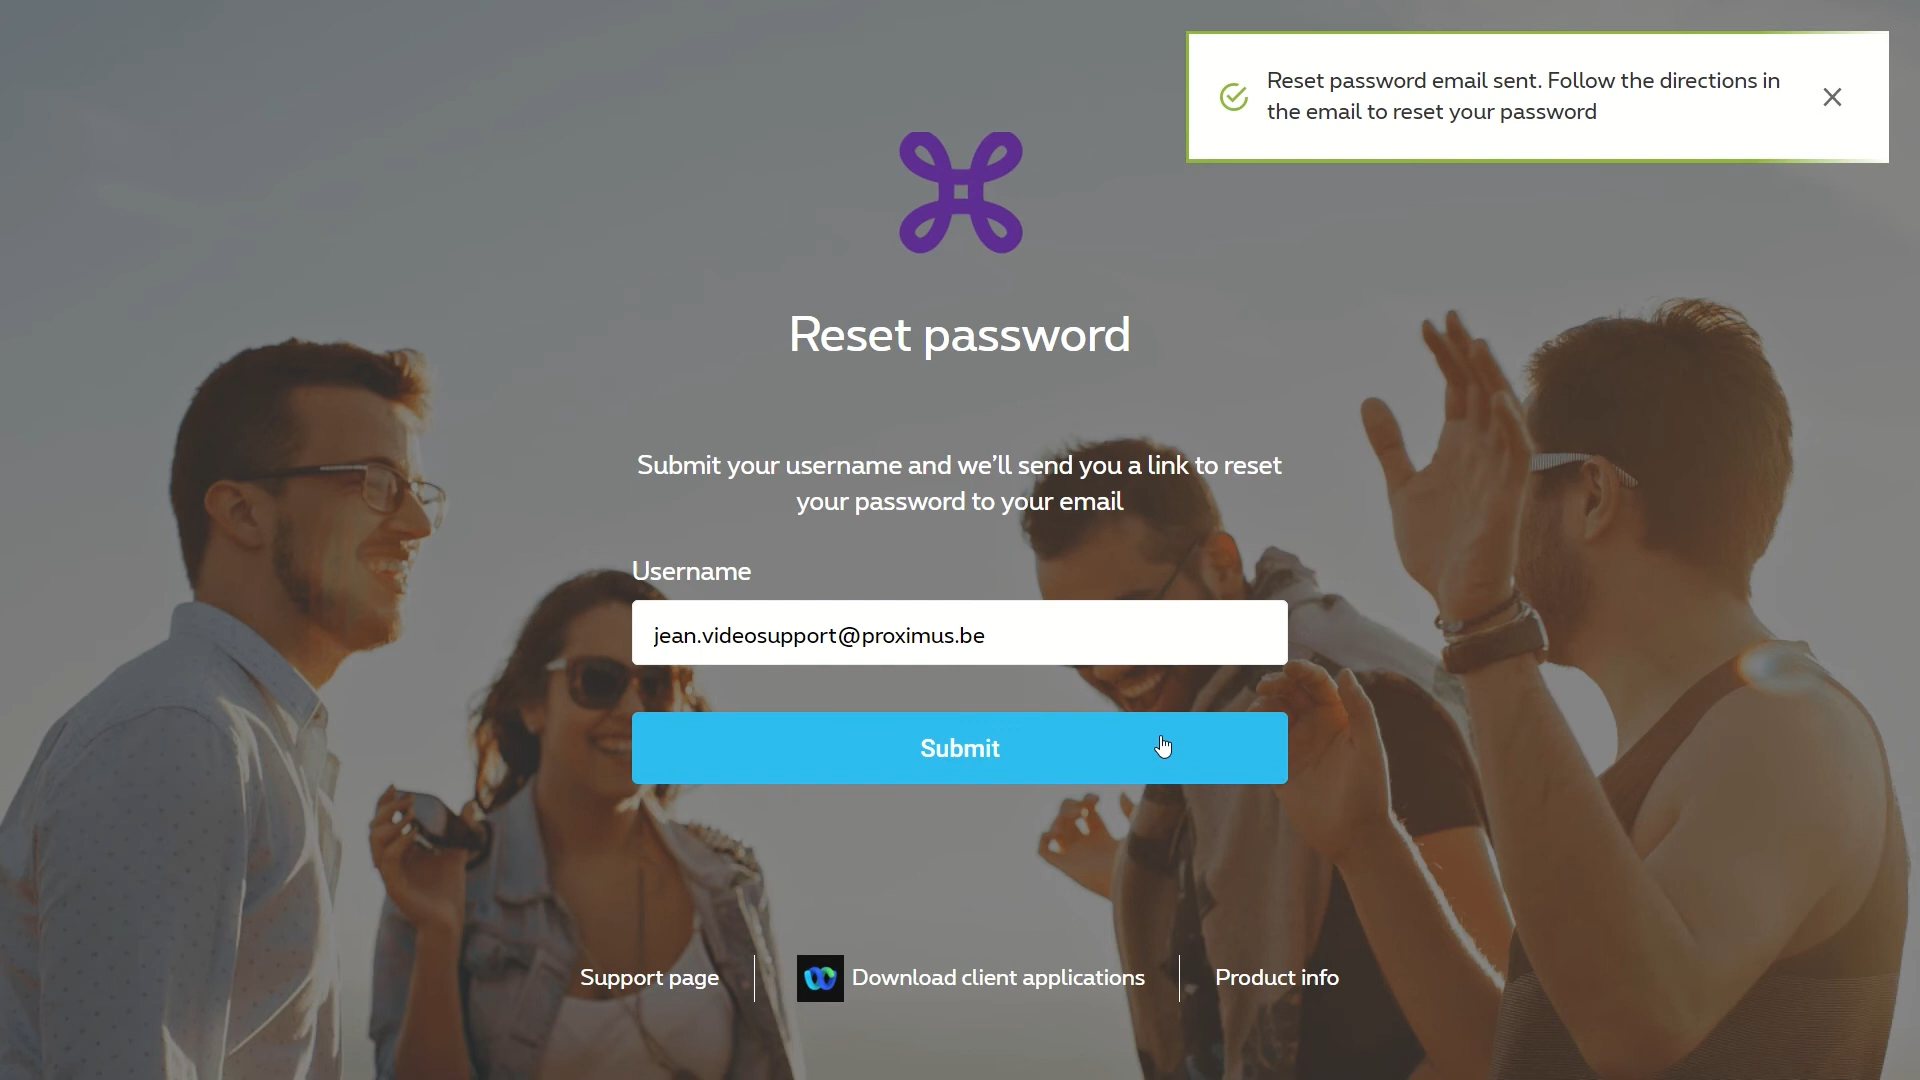 Reset password email sent. Follow the directions in
the email to reset your password
Reset password
Submit your username and we’ll send you a link to reset
your password to your email
Username
jean.videosupport@proximus.be
Submit
Support page
Download client applications
Product info